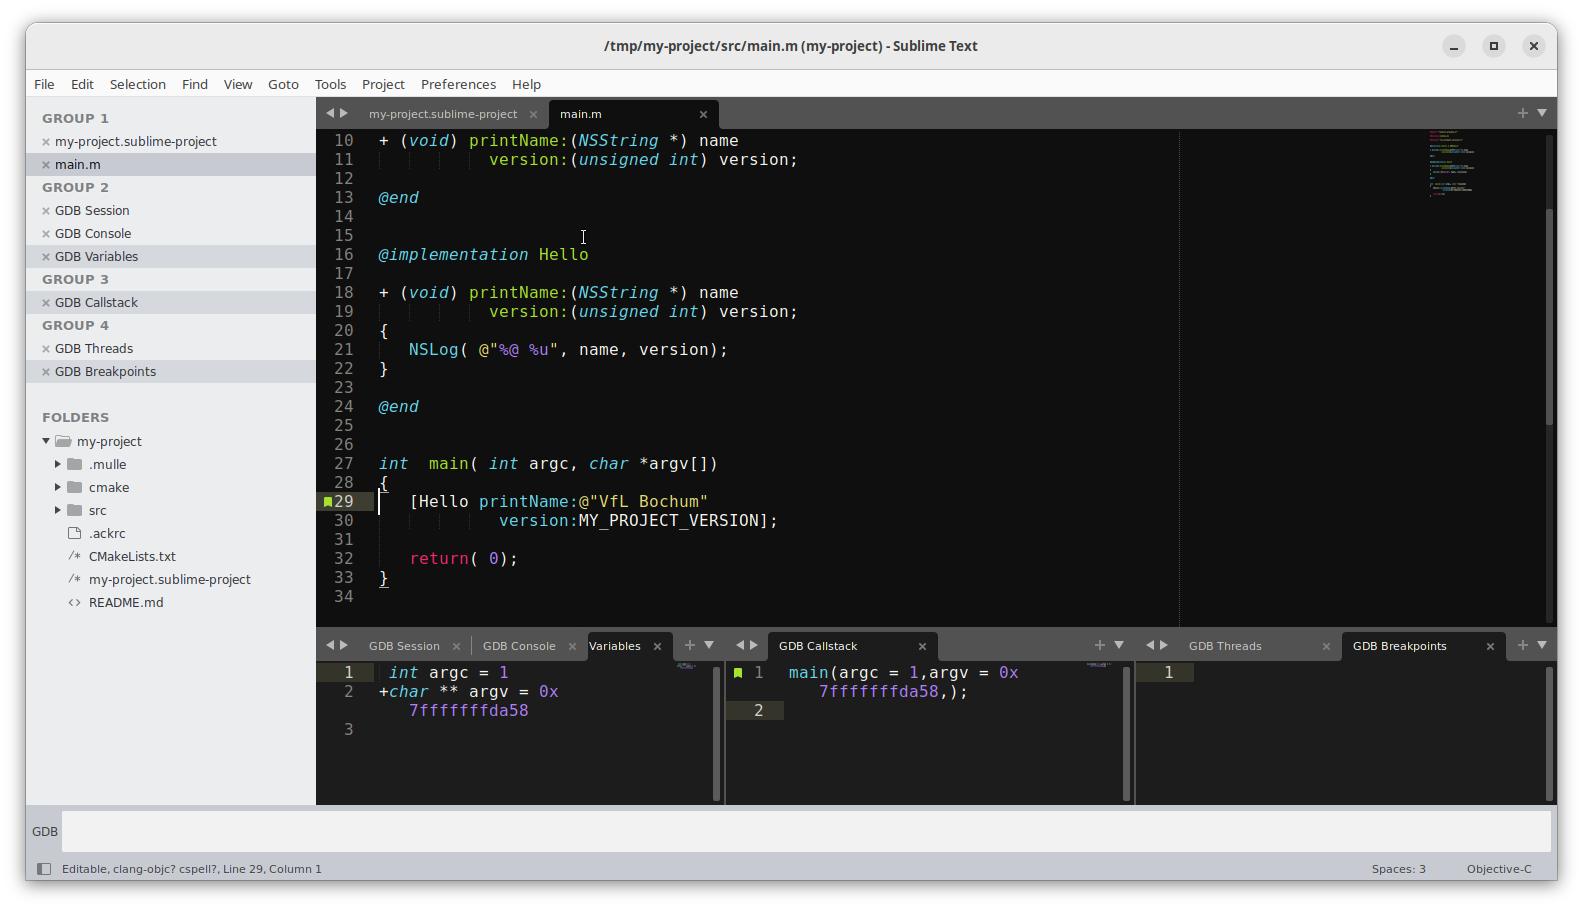 /tmp/my-project/src/main.m (my-project) - Sublime Text
File Edit Selection Find View Goto Tools Project Preferences Help
GROUP 1
my-project.sublime-project
main.m
GROUP 2
GDB Session
GDB Console
GDB Variables
GROUP 3
GDB Callstack
GROUP 4
GDB Threads
GDB Breakpoints
FOLDERS
my-project
.mulle
cmake
src
.ackrc
/* CMakeLists.txt
/* my-project.sublime-project
<> README.md
my-project.sublime-project main.m
10 + (void) printName:(NSString *) name
11 version:(unsigned int) version;
12
13 @end
14
15
16 @implementation Hello
17
18 + (void) printName:(NSString *) name
19 version:(unsigned int) version;
20 {
21 NSLog( @"%@ %u", name, version);
22 }
23
24 @end
25
26
27 int  main( int argc, char *argv[])
28 {
29 [Hello printName:@"VfL Bochum"
30 version:MY_PROJECT_VERSION];
31
32 return( 0);
33 }
34
GDB Session GDB Console Variables
1 int argc = 1
2 +char ** argv = 0x
7fffffffda58
3
GDB Callstack
1 main(argc = 1,argv = 0x
7fffffffda58,);
2
GDB Threads GDB Breakpoints
1
GDB
Editable, clang-objc? cspell?, Line 29, Column 1
Spaces: 3 Objective-C